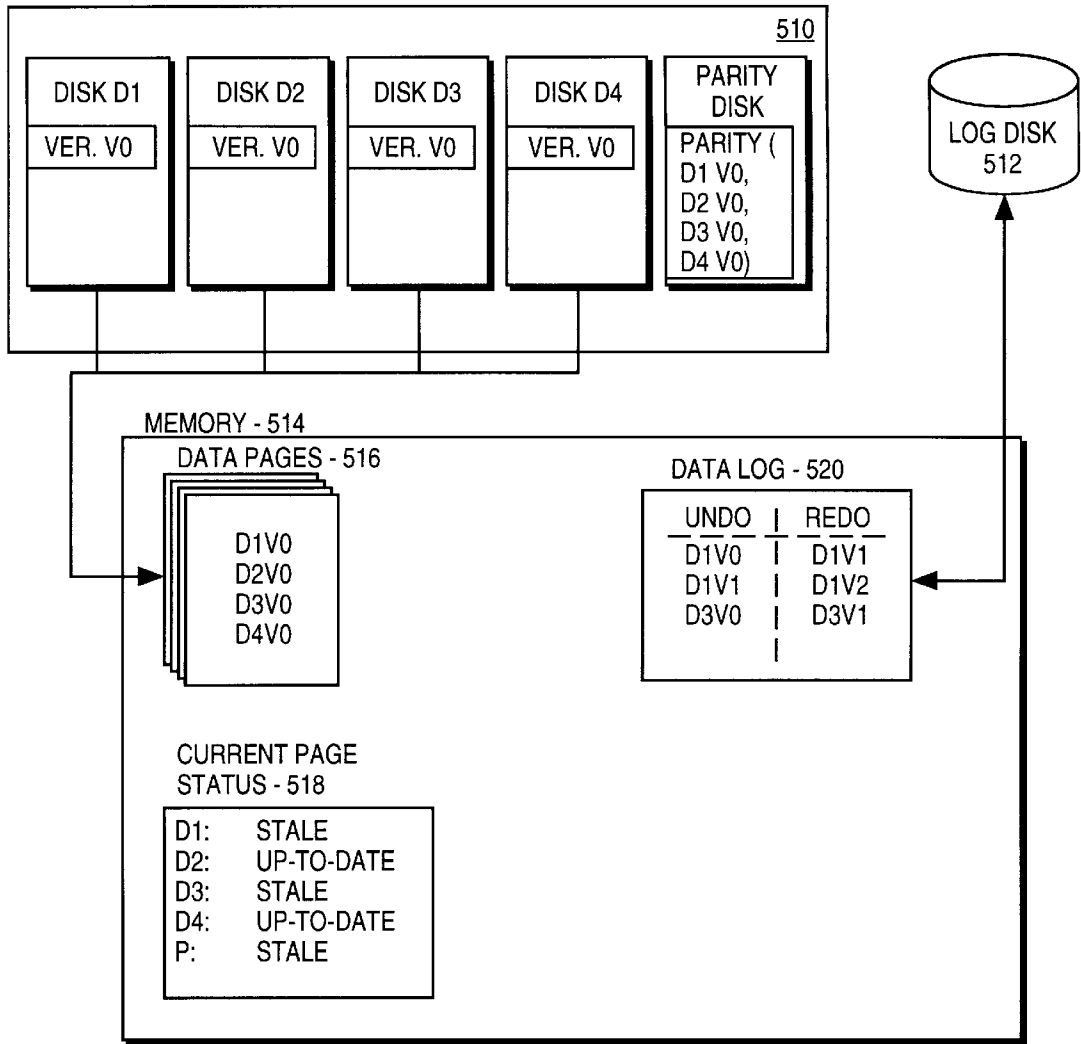 510
DISK D1
VER. V0
DISK D2
VER. V0
DISK D3
VER. V0
DISK D4
VER. V0
PARITY
DISK
PARITY (
D1 V0,
D2 V0,
D3 V0,
D4 V0)
LOG DISK
512
MEMORY - 514
DATA PAGES - 516
D1V0
D2V0
D3V0
D4V0
DATA LOG - 520
UNDO | REDO
D1V0 | D1V1
D1V1 | D1V2
D3V0 | D3V1
CURRENT PAGE
STATUS - 518
D1: STALE
D2: UP-TO-DATE
D3: STALE
D4: UP-TO-DATE
P: STALE